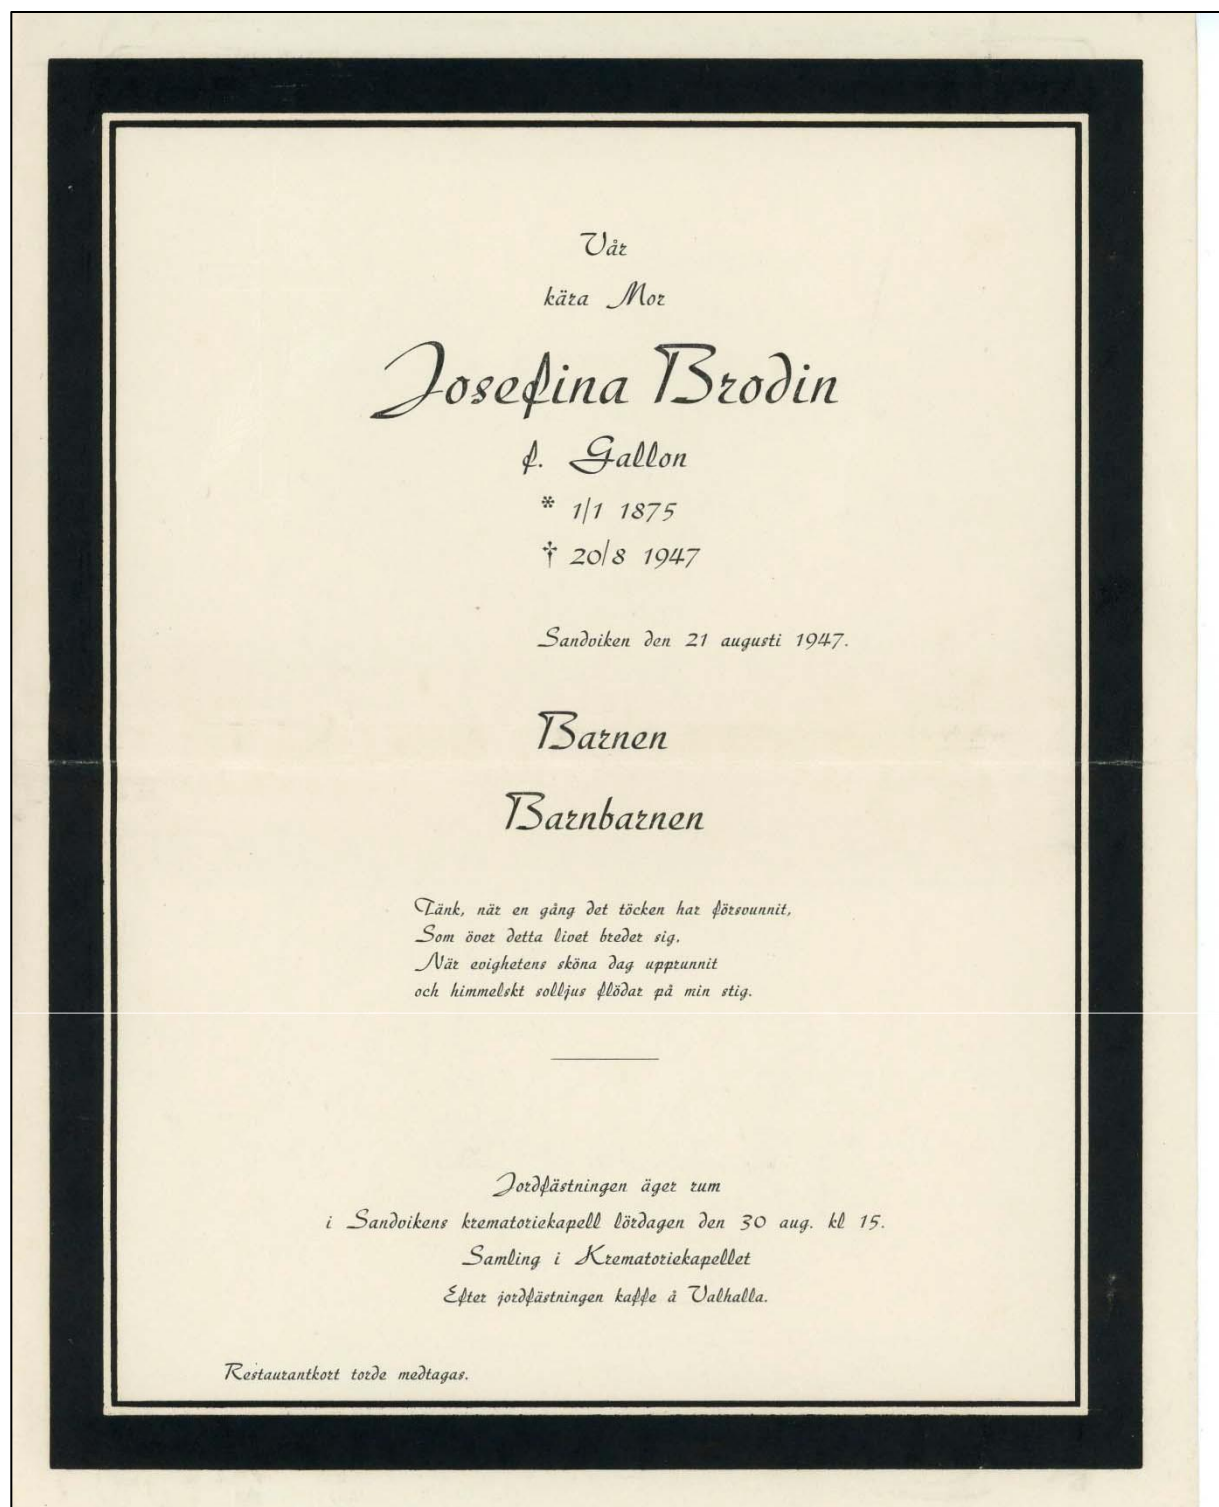 Vår
kära Mor
Josefina Brodin
f. Gallon
* 1/1 1875
† 20/8 1947
Sandviken den 21 augusti 1947.
Barnen
Barnbarnen
Tänk, när en gång det töcken har försvunnit,
Som över detta livet breder sig.
När evighetens sköna dag upprunnit
och himmelskt solljus flödar på min stig.
Jordfästningen äger rum
i Sandvikens krematoriekapell lördagen den 30 aug. kl 15.
Samling i Krematoriekapellet
Efter jordfästningen kaffe å Valhalla.
Restaurantkort torde medtagas.